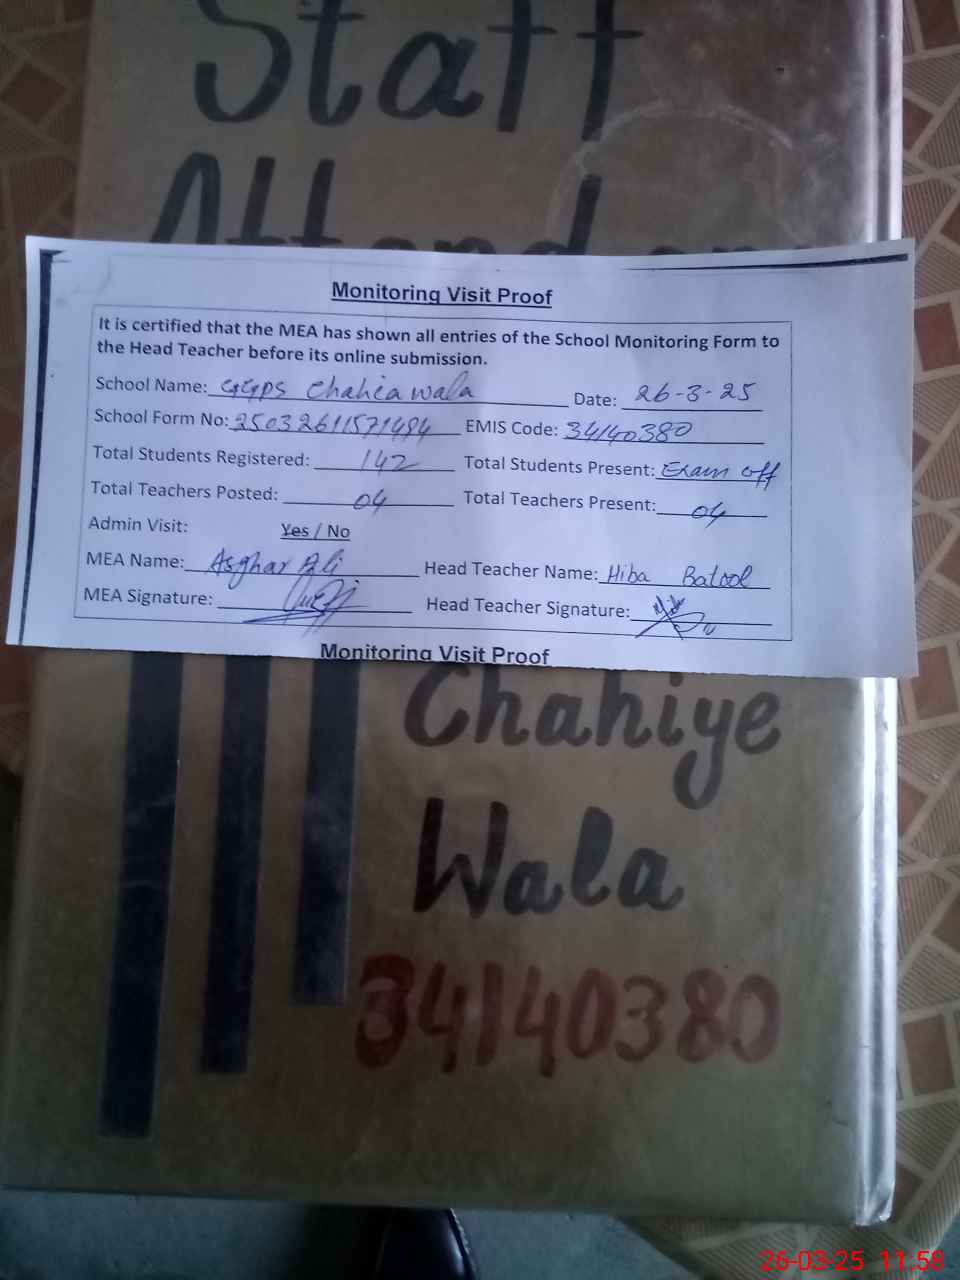 Staff
Monitoring Visit Proof
It is certified that the MEA has shown all entries of the School Monitoring Form to
the Head Teacher before its online submission.
School Name: GGPS Chahiawala Date: 26-3-25
School Form No: 25032611571494 EMIS Code: 34140380
Total Students Registered: 142 Total Students Present: Exam off
Total Teachers Posted: 04 Total Teachers Present: 04
Admin Visit: Yes / No
MEA Name: Asghar Ali Head Teacher Name: Hiba Batool
MEA Signature: Head Teacher Signature:
Monitoring Visit Proof
Chahiye
Wala
34140380
26-03-25 11:58